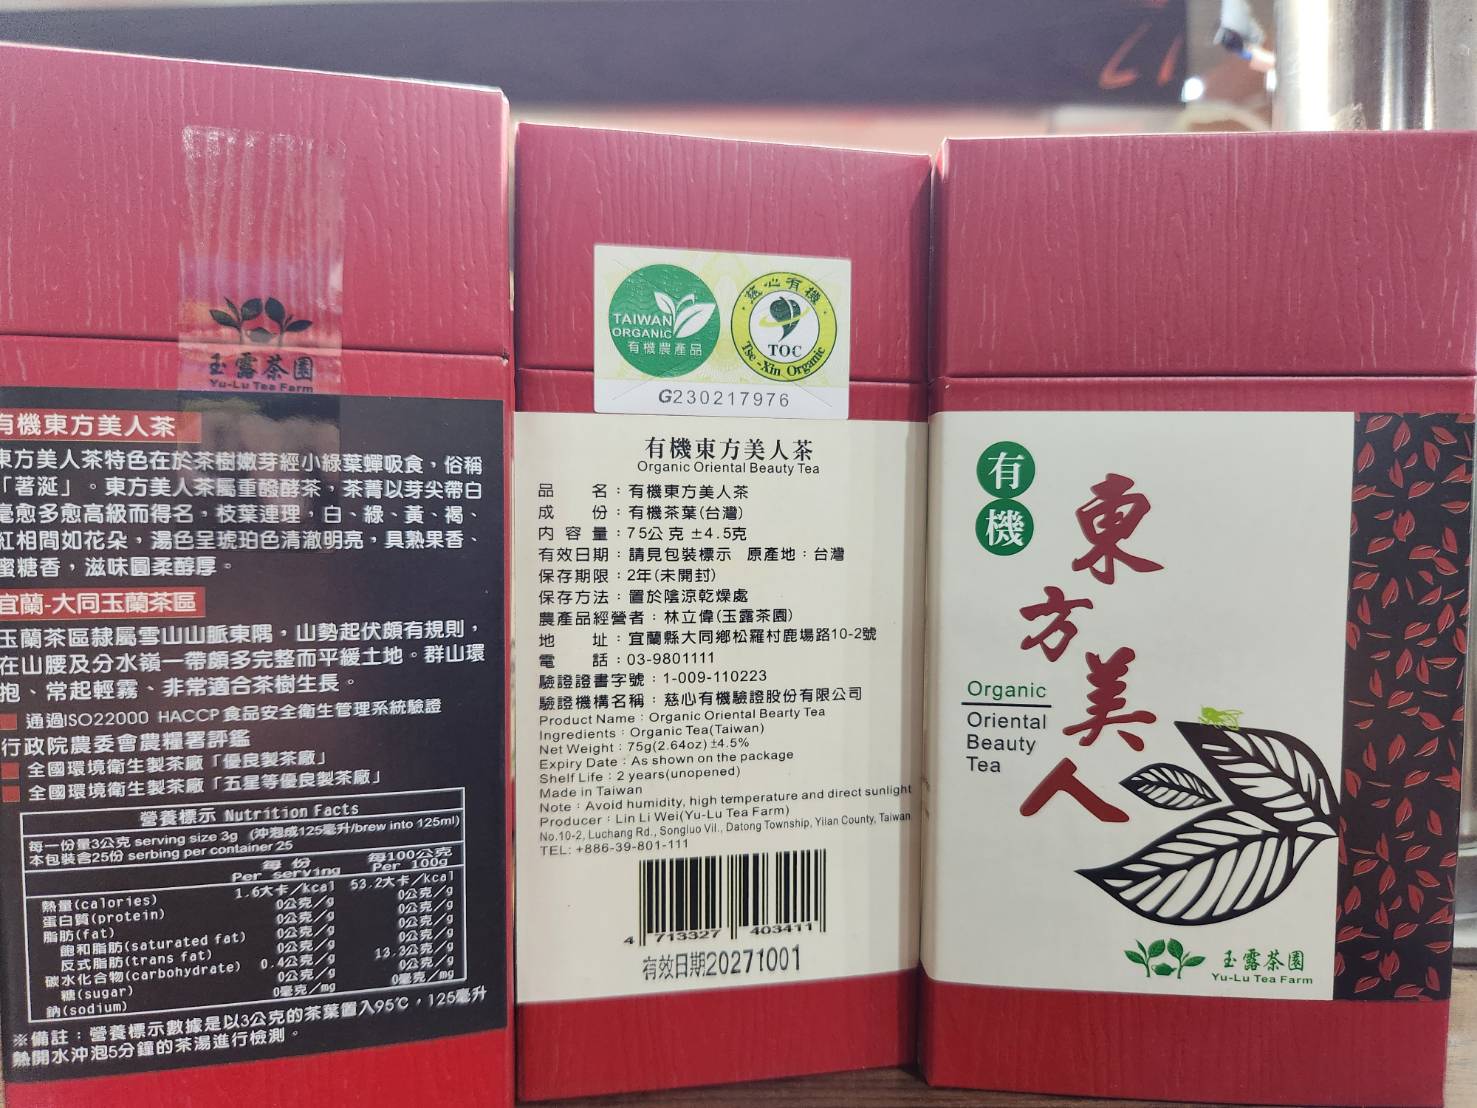 玉露茶園
Yu-Lu Tea Farm
有機東方美人茶
東方美人茶特色在於茶樹嫩芽經小綠葉蟬吸食，俗稱
「著涎」。東方美人茶屬重醱酵茶，茶菁以芽尖帶白
毫愈多愈高級而得名，枝葉連理，白、綠、黃、褐、
紅相間如花朵，湯色呈琥珀色清澈明亮，具熟果香、
蜜糖香，滋味圓柔醇厚。
宜蘭-大同玉蘭茶區
玉蘭茶區隸屬雪山山脈東隅，山勢起伏頗有規則，
在山腰及分水嶺一帶頗多完整而平緩土地。群山環
抱、常起輕霧、非常適合茶樹生長。
通過ISO22000 HACCP食品安全衛生管理系統驗證
行政院農委會農糧署評鑑
全國環境衛生製茶廠「優良製茶廠」
全國環境衛生製茶廠「五星等優良製茶廠」
營養標示 Nutrition Facts
每一份量3公克 serving size 3g (沖泡成125毫升/brew into 125ml)
本包裝含25份 serbing per container 25
每 份 每100公克
Per serving Per 100g
熱量(calories) 1.6大卡/kcal 53.2大卡/kcal
蛋白質(protein) 0公克/g 0公克/g
脂肪(fat) 0公克/g 0公克/g
飽和脂肪(saturated fat) 0公克/g 0公克/g
反式脂肪(trans fat) 0公克/g 0公克/g
碳水化合物(carbohydrate) 0.4公克/g 13.3公克/g
糖(sugar) 0公克/g 0公克/g
鈉(sodium) 0毫克/mg 0毫克/mg
※備註：營養標示數據是以3公克的茶葉置入95℃，125毫升
熱開水沖泡5分鐘的茶湯進行檢測。
TAIWAN
ORGANIC
有機農產品
慈心有機
TOC
Tse-Xin Organic
G230217976
有機東方美人茶
Organic Oriental Beauty Tea
品 名：有機東方美人茶
成 份：有機茶葉(台灣)
內 容 量：75公克 ±4.5克
有效日期：請見包裝標示 原產地：台灣
保存期限：2年(未開封)
保存方法：置於陰涼乾燥處
農產品經營者：林立偉(玉露茶園)
地 址：宜蘭縣大同鄉松羅村鹿場路10-2號
電 話：03-9801111
驗證證書字號：1-009-110223
驗證機構名稱：慈心有機驗證股份有限公司
Product Name：Organic Oriental Bearty Tea
Ingredients：Organic Tea(Taiwan)
Net Weight：75g(2.64oz) ±4.5%
Expiry Date：As shown on the package
Shelf Life：2 years(unopened)
Made in Taiwan
Note：Avoid humidity, high temperature and direct sunlight
Producer：Lin Li Wei(Yu-Lu Tea Farm)
No.10-2, Luchang Rd., Songluo Vil., Datong Township, Yilan County, Taiwan
TEL: +886-39-801-111
4 713327 403411
有效日期20271001
有機
東方美人
Organic
Oriental
Beauty
Tea
玉露茶園
Yu-Lu Tea Farm